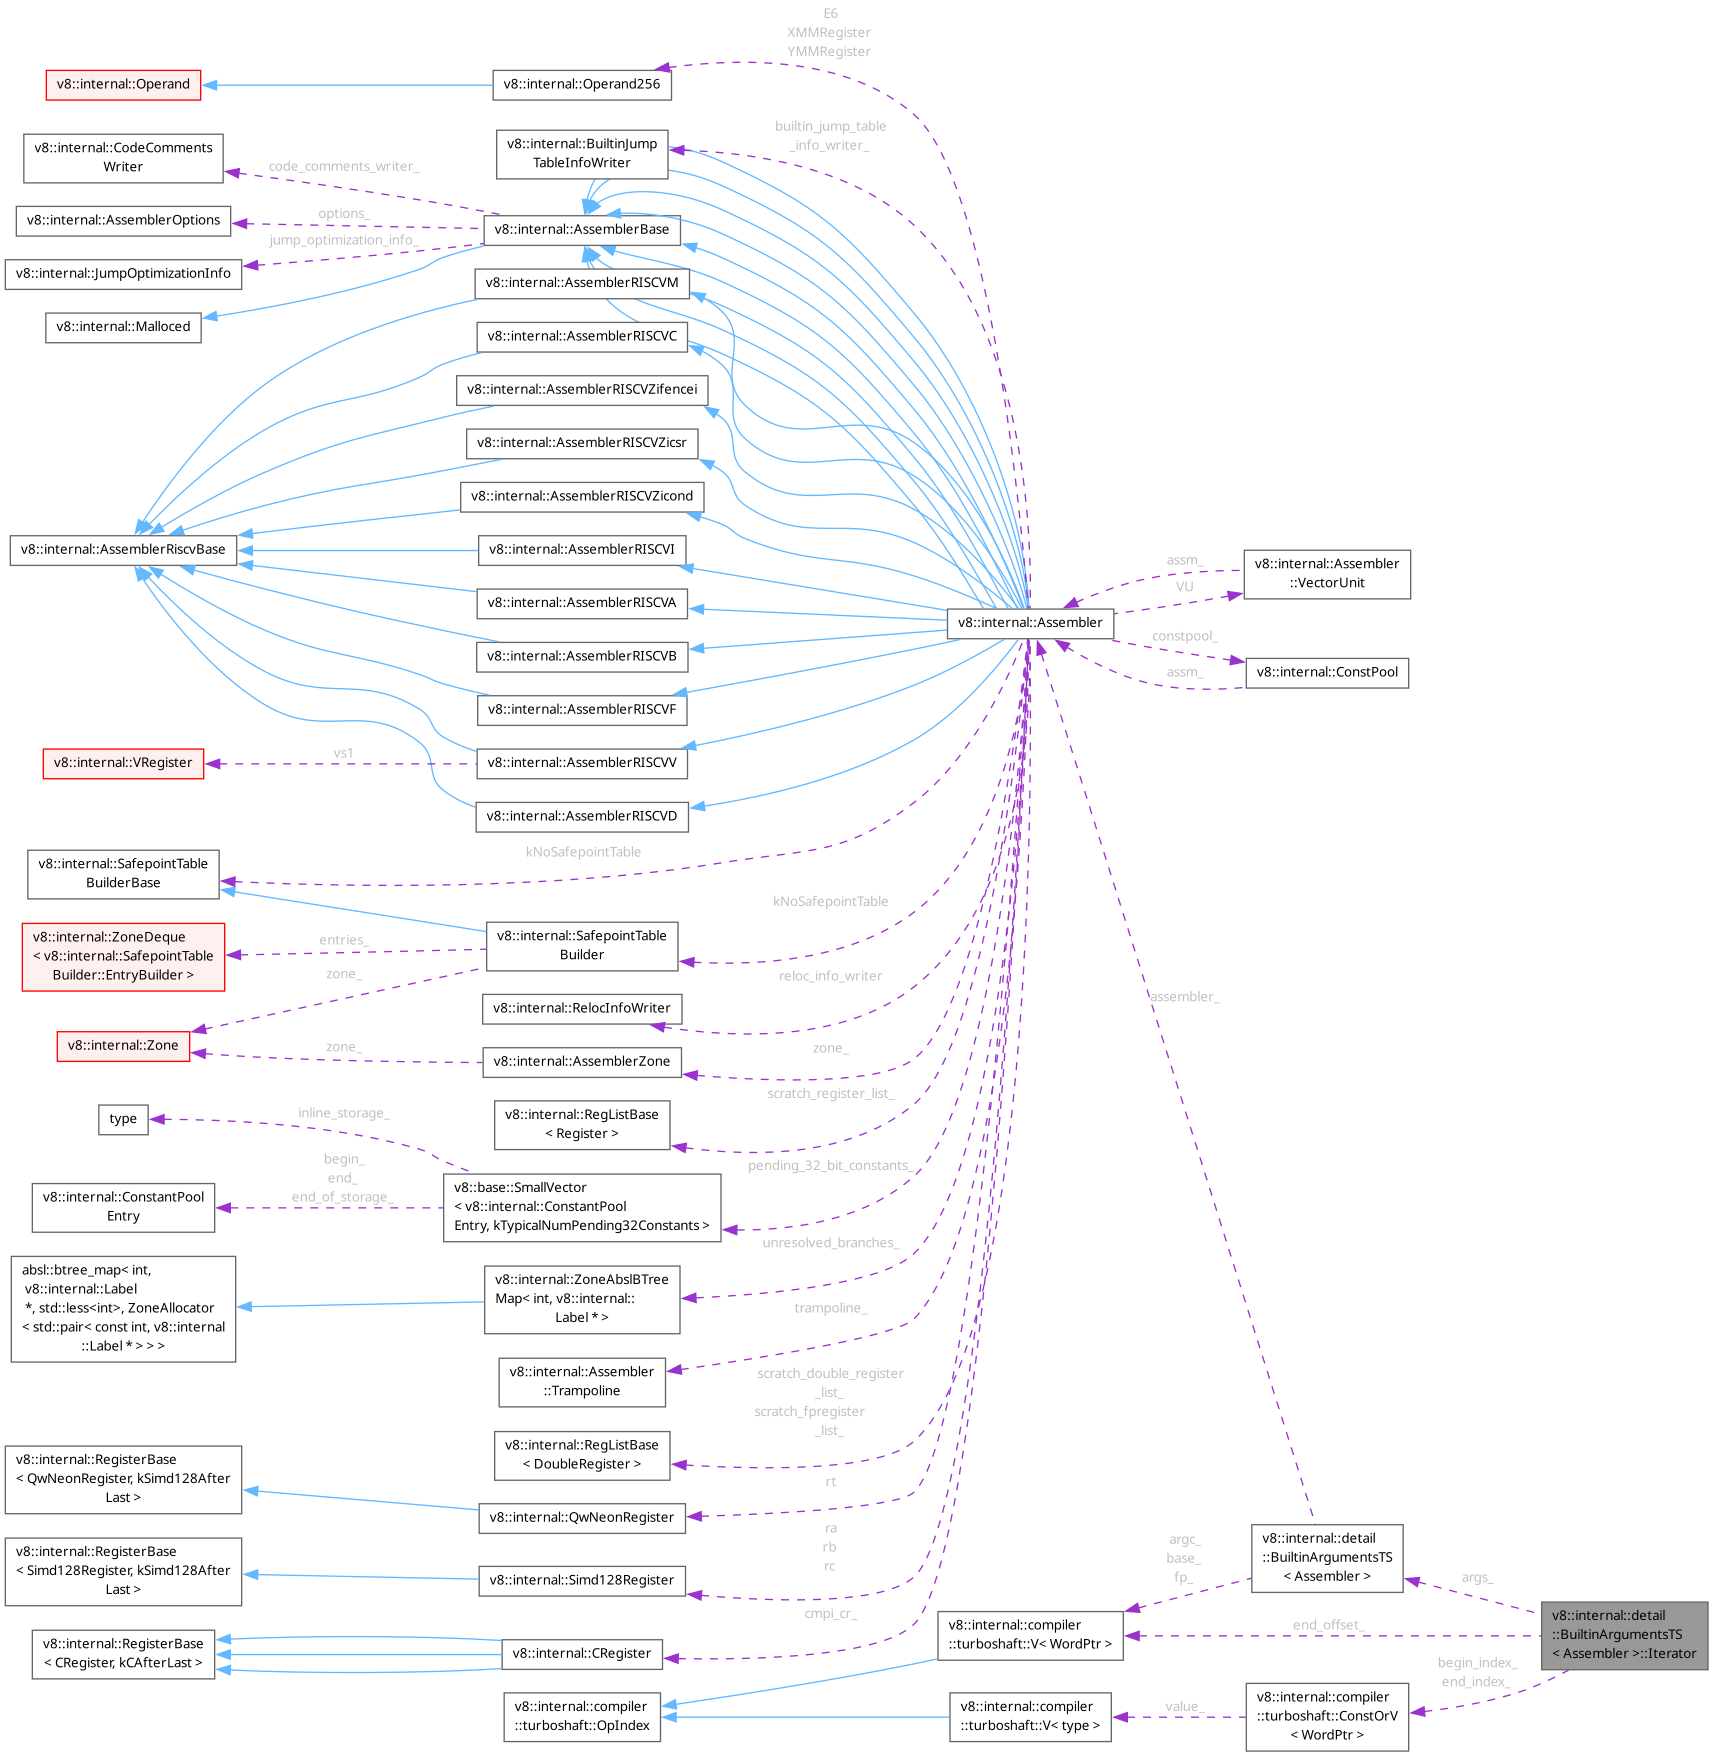 E6
XMMRegister
YMMRegister
v8::internal::Operand
v8::internal::Operand256
builtin_jump_table
_info_writer_
v8::internal::BuiltinJump
TableInfoWriter
v8::internal::CodeComments
Writer
code_comments_writer_
v8::internal::AssemblerOptions
options_
v8::internal::AssemblerBase
jump_optimization_info_
v8::internal::JumpOptimizationInfo
v8::internal::AssemblerRISCVM
v8::internal::Malloced
v8::internal::AssemblerRISCVC
v8::internal::AssemblerRISCVZifencei
v8::internal::AssemblerRISCVZicsr
v8::internal::AssemblerRISCVZicond
v8::internal::AssemblerRiscvBase
v8::internal::AssemblerRISCVI
v8::internal::AssemblerRISCVA
v8::internal::AssemblerRISCVB
v8::internal::AssemblerRISCVF
v8::internal::AssemblerRISCVV
v8::internal::AssemblerRISCVD
v8::internal::Assembler
assm_
VU
v8::internal::Assembler
::VectorUnit
constpool_
assm_
v8::internal::ConstPool
v8::internal::VRegister
vs1
kNoSafepointTable
v8::internal::SafepointTable
BuilderBase
kNoSafepointTable
v8::internal::ZoneDeque
< v8::internal::SafepointTable
Builder::EntryBuilder >
entries_
zone_
v8::internal::SafepointTable
Builder
reloc_info_writer
v8::internal::RelocInfoWriter
assembler_
v8::internal::Zone
zone_
v8::internal::AssemblerZone
zone_
scratch_register_list_
type
inline_storage_
v8::internal::RegListBase
< Register >
pending_32_bit_constants_
begin_
end_
end_of_storage_
v8::internal::ConstantPool
Entry
v8::base::SmallVector
< v8::internal::ConstantPool
Entry, kTypicalNumPending32Constants >
unresolved_branches_
absl::btree_map< int,
v8::internal::Label
*, std::less<int>, ZoneAllocator
< std::pair< const int, v8::internal
::Label * > > >
v8::internal::ZoneAbslBTree
Map< int, v8::internal::
Label * >
trampoline_
v8::internal::Assembler
::Trampoline
scratch_double_register
_list_
scratch_fpregister
_list_
v8::internal::RegListBase
< DoubleRegister >
v8::internal::RegisterBase
< QwNeonRegister, kSimd128After
Last >
rt
v8::internal::QwNeonRegister
v8::internal::RegisterBase
< Simd128Register, kSimd128After
Last >
ra
rb
rc
v8::internal::Simd128Register
v8::internal::RegisterBase
< CRegister, kCAfterLast >
v8::internal::CRegister
cmpi_cr_
v8::internal::compiler
::turboshaft::V< WordPtr >
argc_
base_
fp_
v8::internal::detail
::BuiltinArgumentsTS
< Assembler >
args_
end_offset_
v8::internal::detail
::BuiltinArgumentsTS
< Assembler >::Iterator
begin_index_
end_index_
v8::internal::compiler
::turboshaft::OpIndex
v8::internal::compiler
::turboshaft::V< type >
value_
v8::internal::compiler
::turboshaft::ConstOrV
< WordPtr >